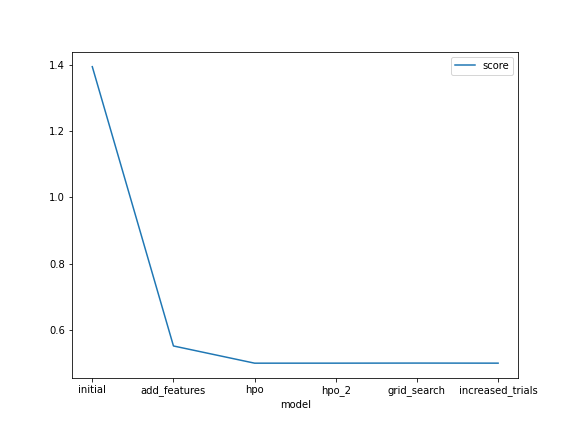 score
1.4
1.2
1.0
0.8
0.6
initial add_features hpo hpo_2 grid_search increased_trials
model